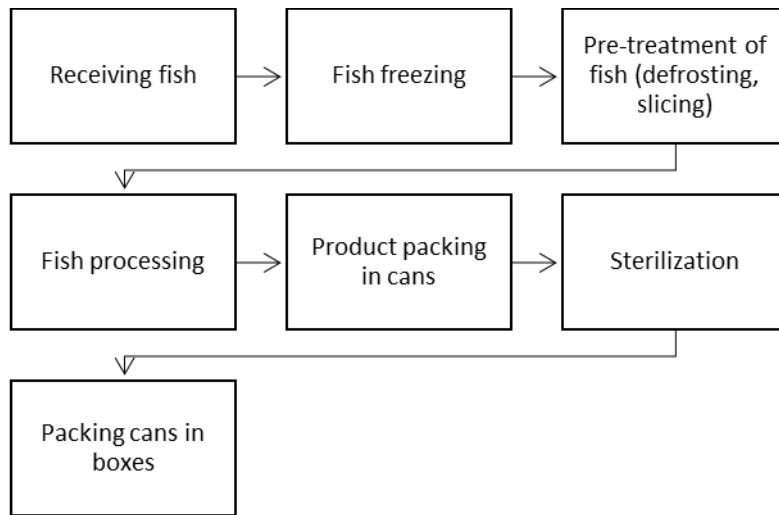 Receiving fish
Fish freezing
Pre-treatment of
fish (defrosting,
slicing)
Fish processing
Product packing
in cans
Sterilization
Packing cans in
boxes